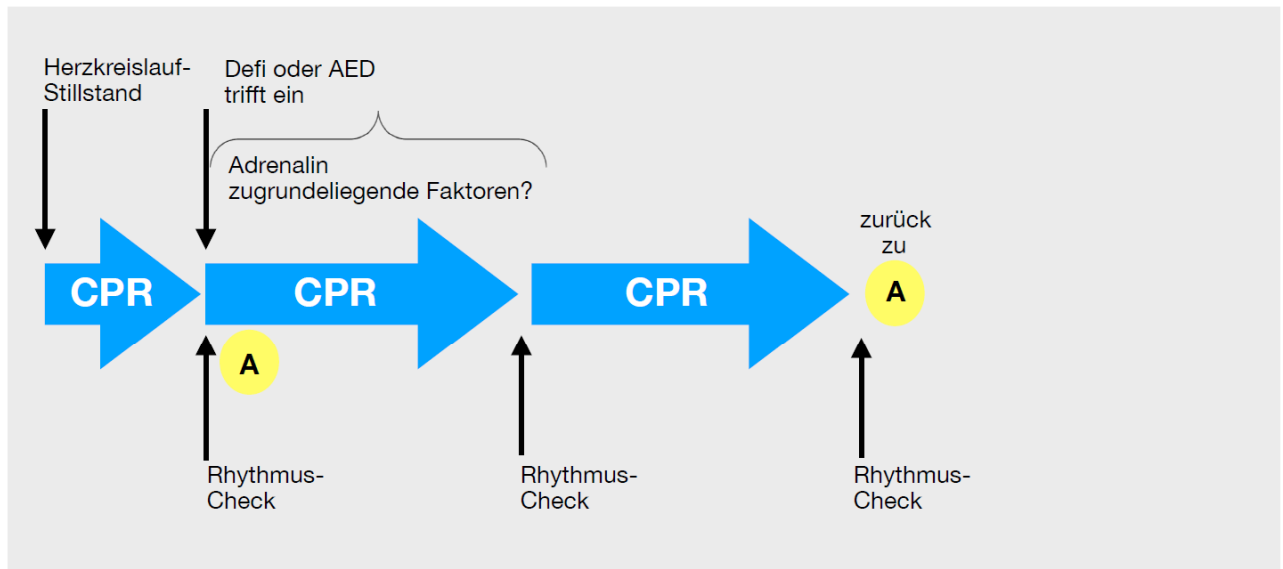 Herzkreislauf-
Stillstand
Defi oder AED
trifft ein
Adrenalin
zugrundeliegende Faktoren?
zurück
zu
CPR
CPR
CPR
A
A
Rhythmus-
Check
Rhythmus-
Check
Rhythmus-
Check